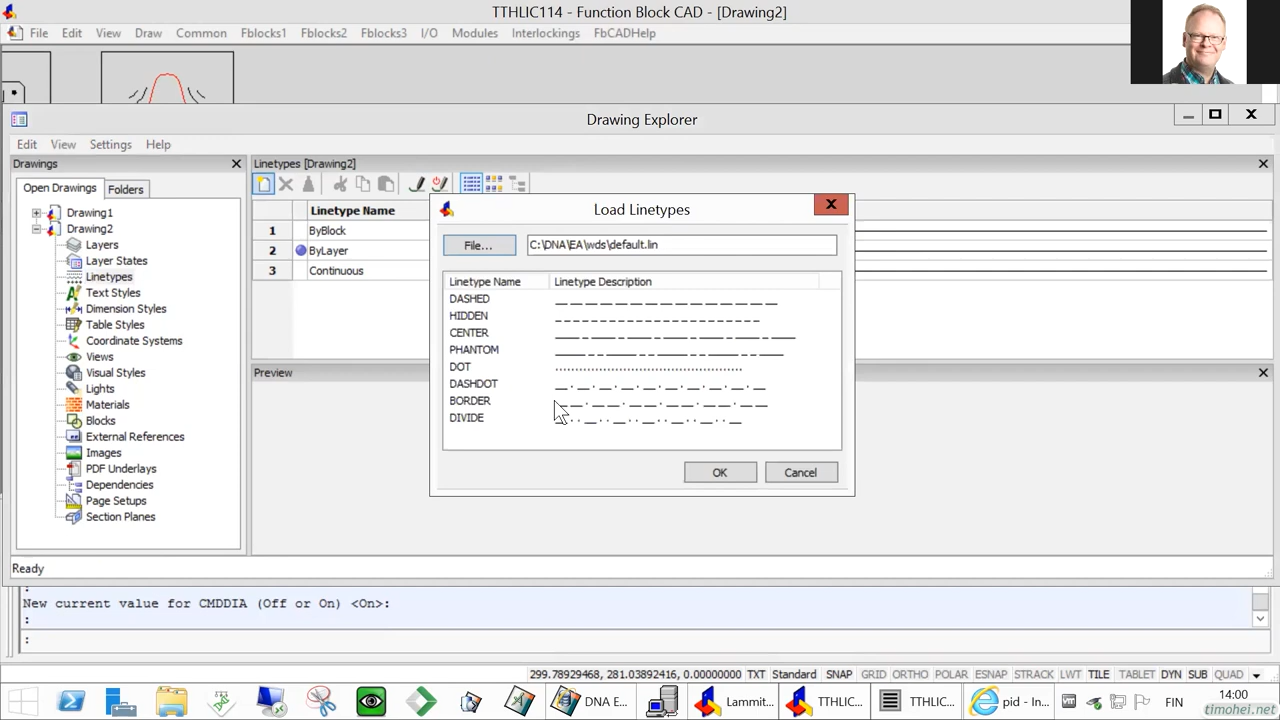 TTHLIC114 - Function Block CAD - [Drawing2]
File Edit View Draw Common Fblocks1 Fblocks2 Fblocks3 I/O Modules Interlockings FbCADHelp
Drawing Explorer
Edit View Settings Help
Drawings
Linetypes [Drawing2]
Open Drawings Folders
Drawing1
Drawing2
Layers
Layer States
Linetypes
Text Styles
Dimension Styles
Table Styles
Coordinate Systems
Views
Visual Styles
Lights
Materials
Blocks
External References
Images
PDF Underlays
Dependencies
Page Setups
Section Planes
Linetype Name
1 ByBlock
2 ByLayer
3 Continuous
Load Linetypes
File... C:\DNA\EA\wds\default.lin
Linetype Name Linetype Description
DASHED
HIDDEN
CENTER
PHANTOM
DOT
DASHDOT
BORDER
DIVIDE
OK Cancel
Preview
Ready
:
New current value for CMDDIA (Off or On) <On>:
:
:
299.78929468, 281.03892416, 0.00000000 TXT Standard SNAP GRID ORTHO POLAR ESNAP STRACK LWT TILE TABLET DYN SUB QUAD
DNA E... Lammit... TTHLIC... TTHLIC... pid - In... FIN 14:00
timohei.net